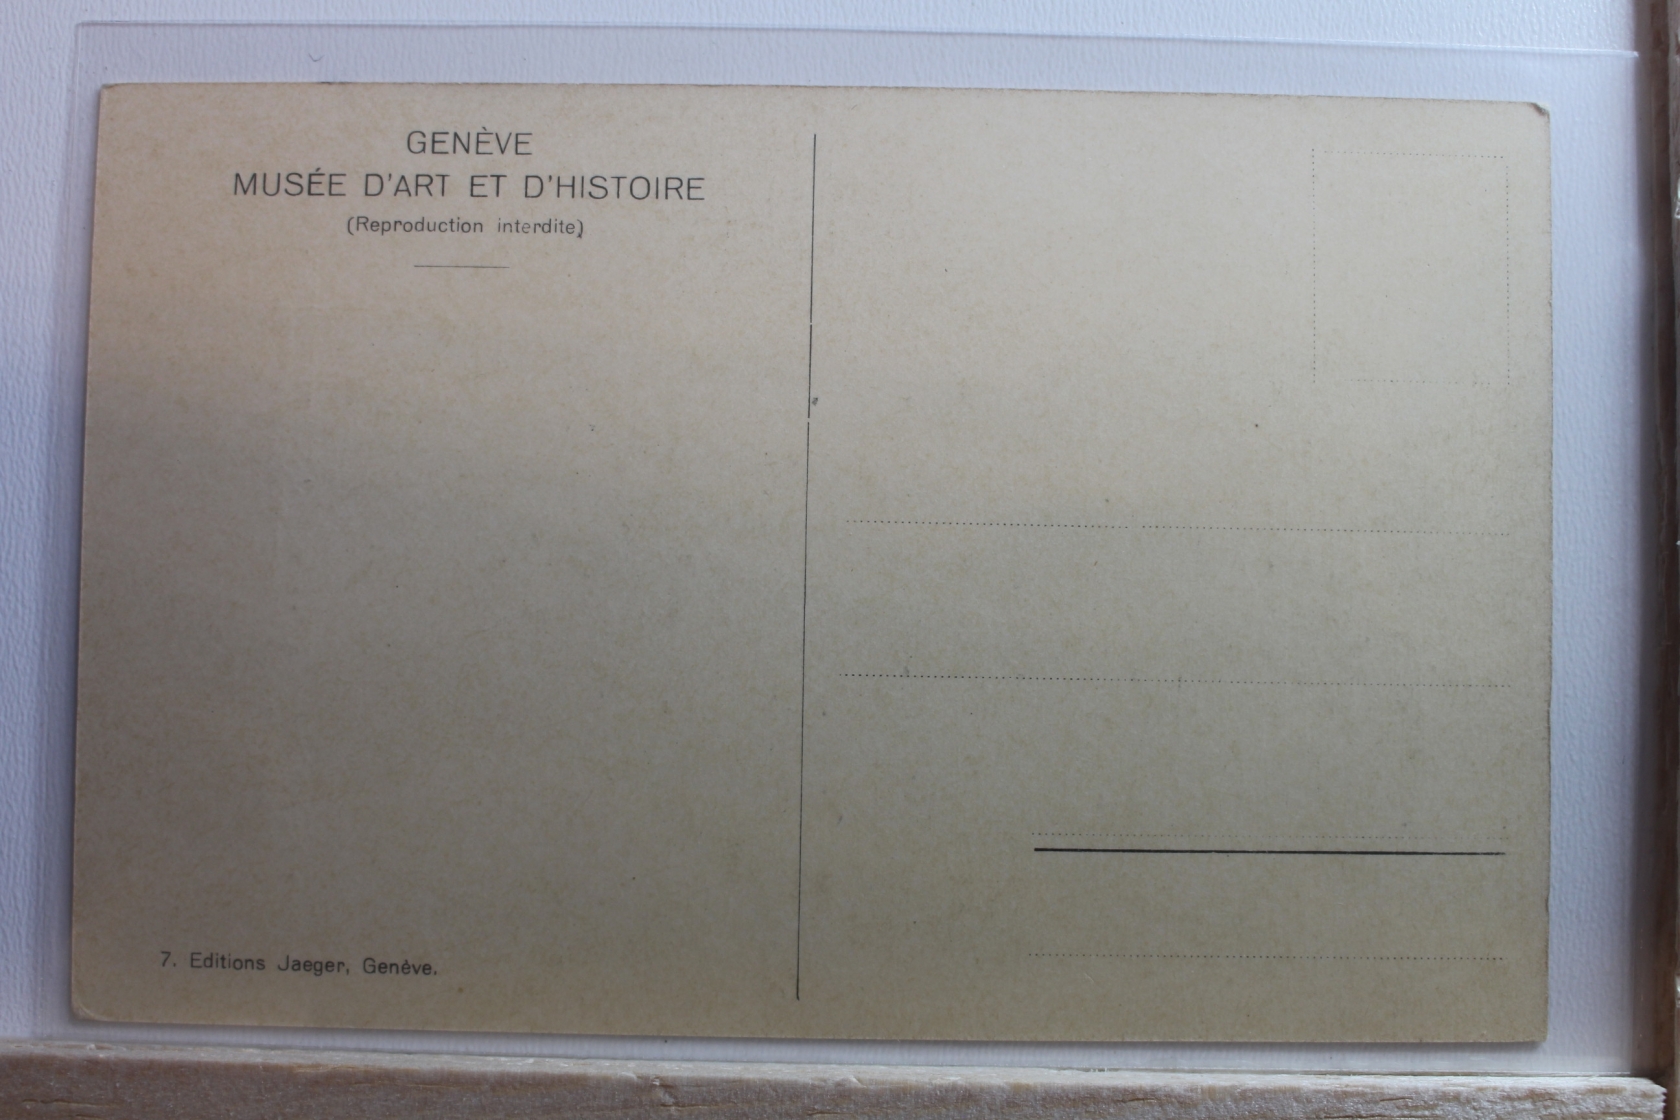 GENÈVE
MUSÉE D'ART ET D'HISTOIRE
(Reproduction interdite)
7. Editions Jaeger, Genève.